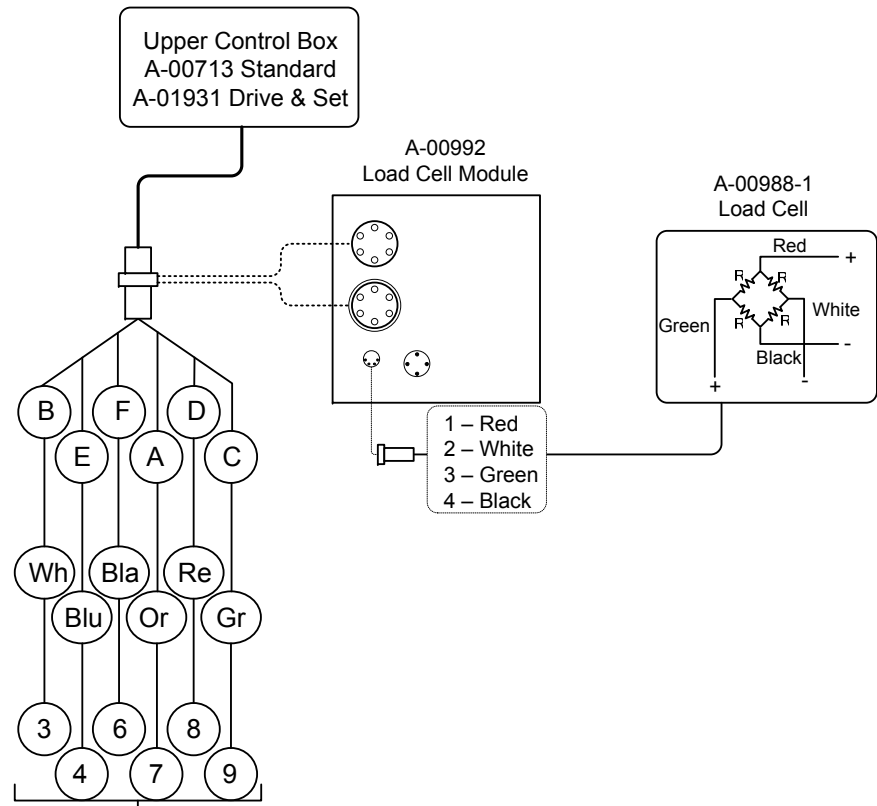 Upper Control Box
A-00713 Standard
A-01931 Drive & Set
A-00992
Load Cell Module
A-00988-1
Load Cell
Red
+
R
R
Green
White
R
R
Black
-
+
-
1 – Red
2 – White
3 – Green
4 – Black
B
F
D
E
A
C
Wh
Bla
Re
Blu
Or
Gr
3
6
8
4
7
9